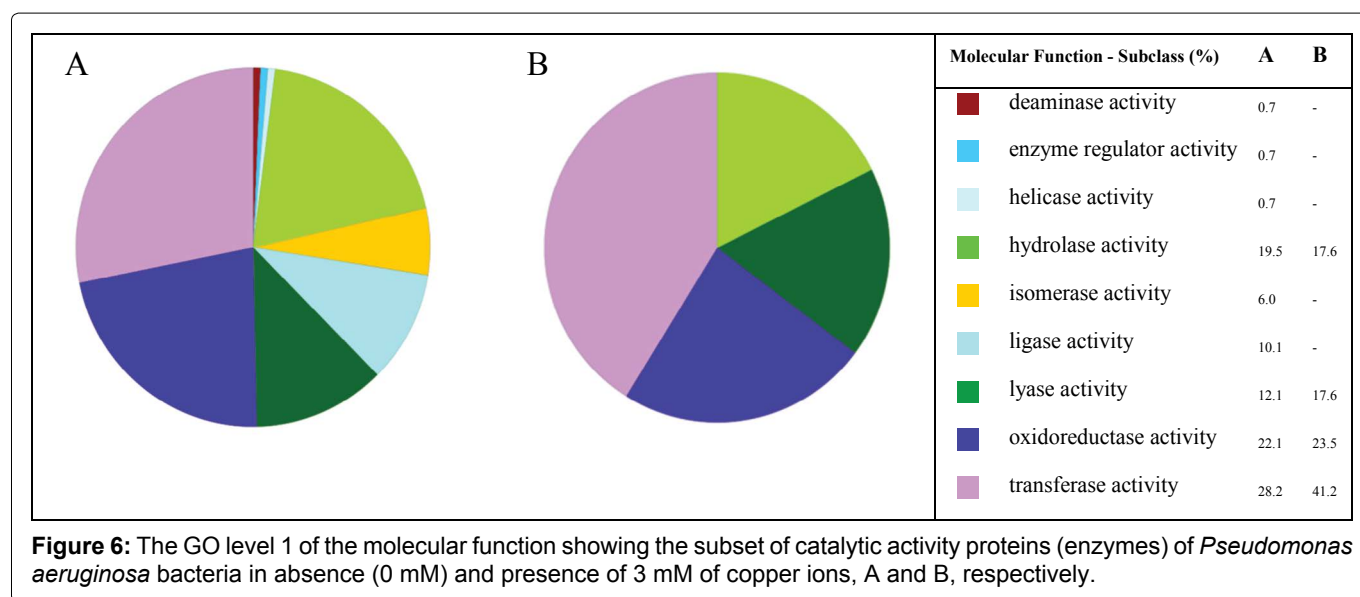 A
B
Molecular Function - Subclass (%) A B
deaminase activity 0.7 -
enzyme regulator activity 0.7 -
helicase activity 0.7 -
hydrolase activity 19.5 17.6
isomerase activity 6.0 -
ligase activity 10.1 -
lyase activity 12.1 17.6
oxidoreductase activity 22.1 23.5
transferase activity 28.2 41.2
Figure 6: The GO level 1 of the molecular function showing the subset of catalytic activity proteins (enzymes) of Pseudomonas
aeruginosa bacteria in absence (0 mM) and presence of 3 mM of copper ions, A and B, respectively.